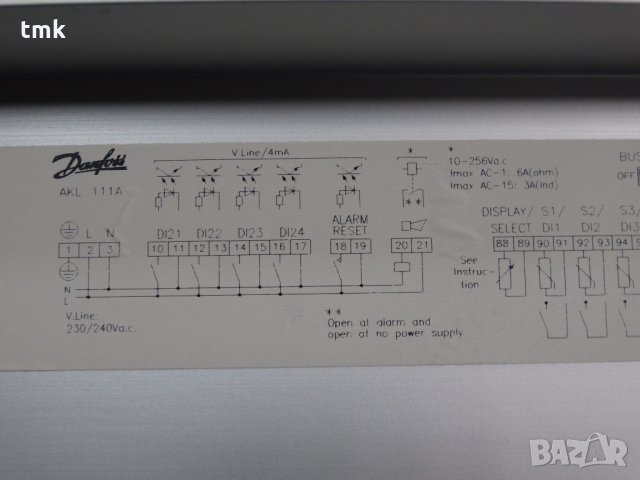 tmk
Danfoss
AKL 111A
V.Line/4mA
*
*
10-256Va.c
Imax AC-1: 6A(ohm)
Imax AC-15: 3A(ind)
BUS
OFF
* *
L N
DI21 DI22 DI23 DI24
ALARM
RESET
DISPLAY/ S1/ S2/ S3/
SELECT DI1 DI2 DI3
1 2 3
10 11 12 13 14 15 16 17
18 19
20 21
88 89 90 91 92 93 94
See
Instruc-
tion
N
L
V.Line:
230/240Va.c.
* *
Open at alarm and
open at no power supply
BAZAR